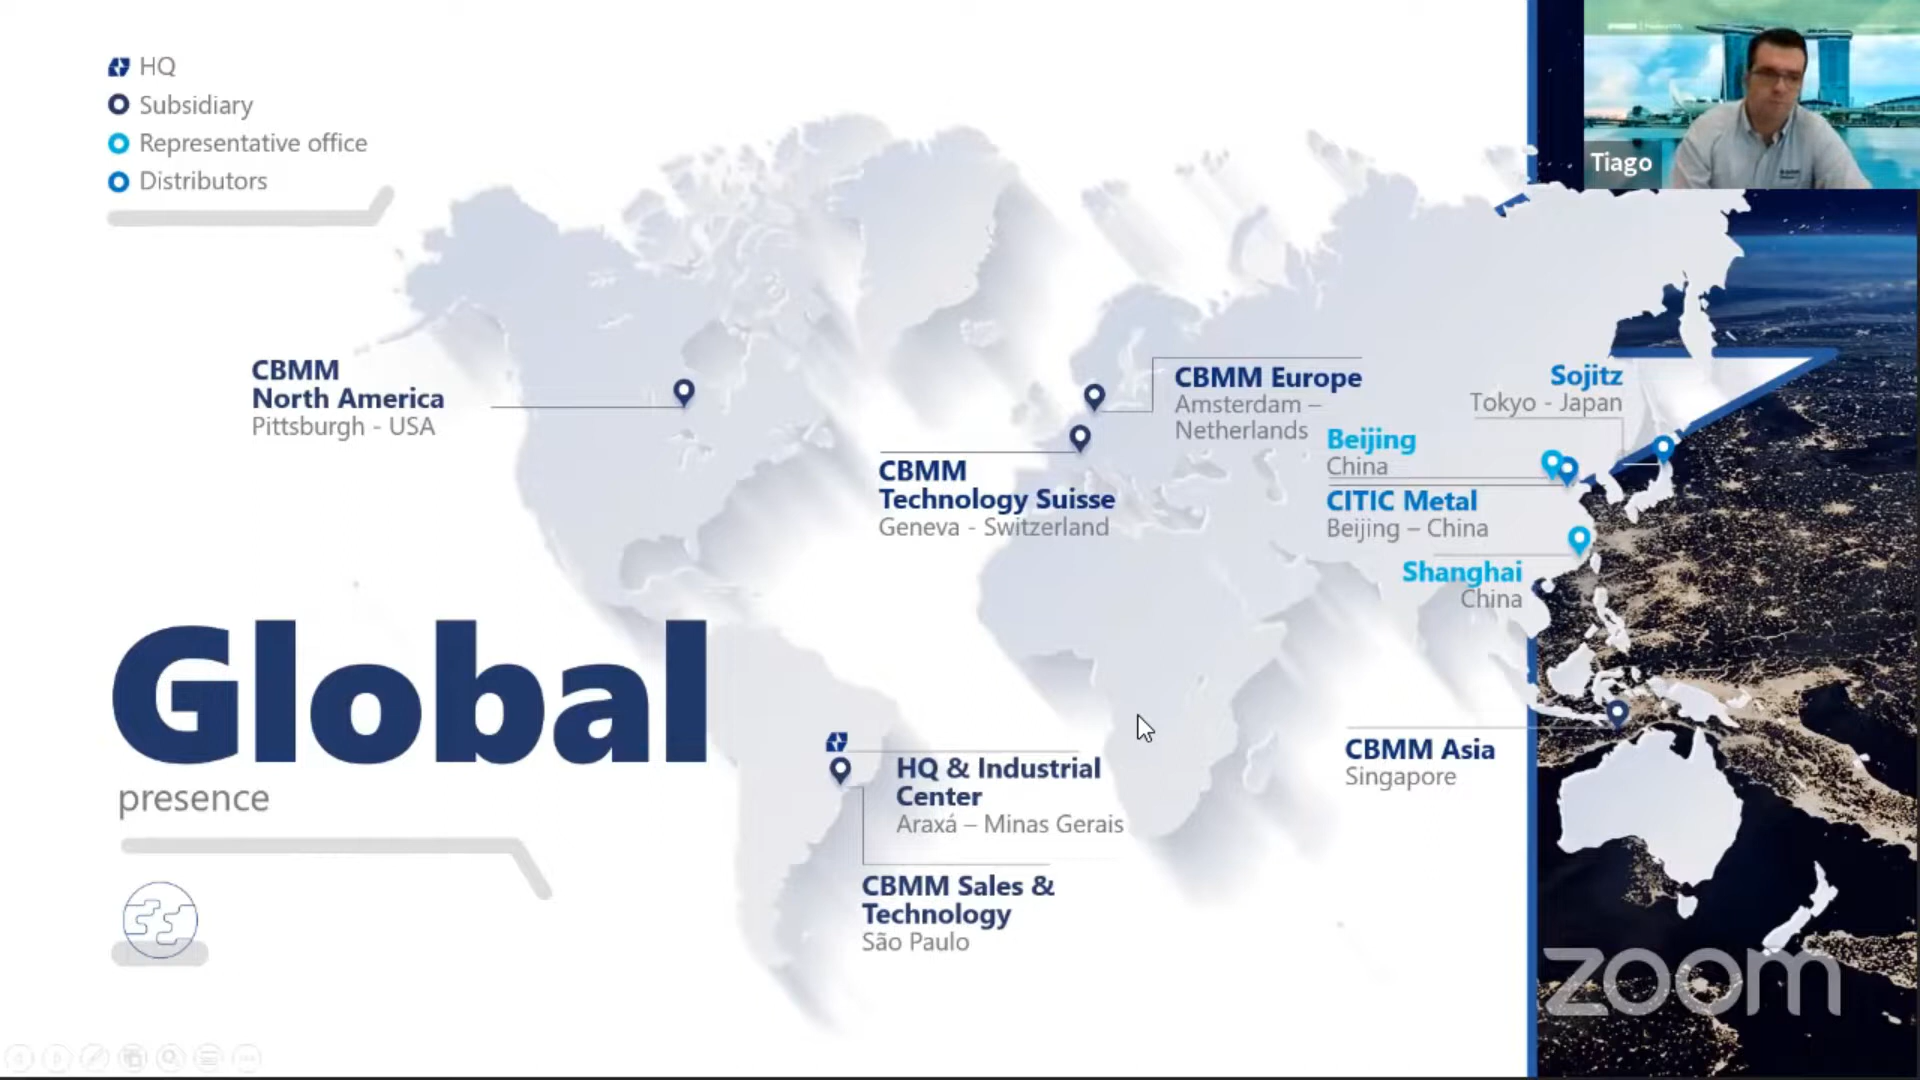 HQ
Subsidiary
Representative office
Distributors
Tiago
CBMM
North America
Pittsburgh - USA
CBMM Europe
Amsterdam –
Netherlands
Sojitz
Tokyo - Japan
Beijing
China
CBMM
Technology Suisse
Geneva - Switzerland
CITIC Metal
Beijing – China
Shanghai
China
Global
presence
HQ & Industrial
Center
Araxá – Minas Gerais
CBMM Asia
Singapore
CBMM Sales &
Technology
São Paulo
zoom